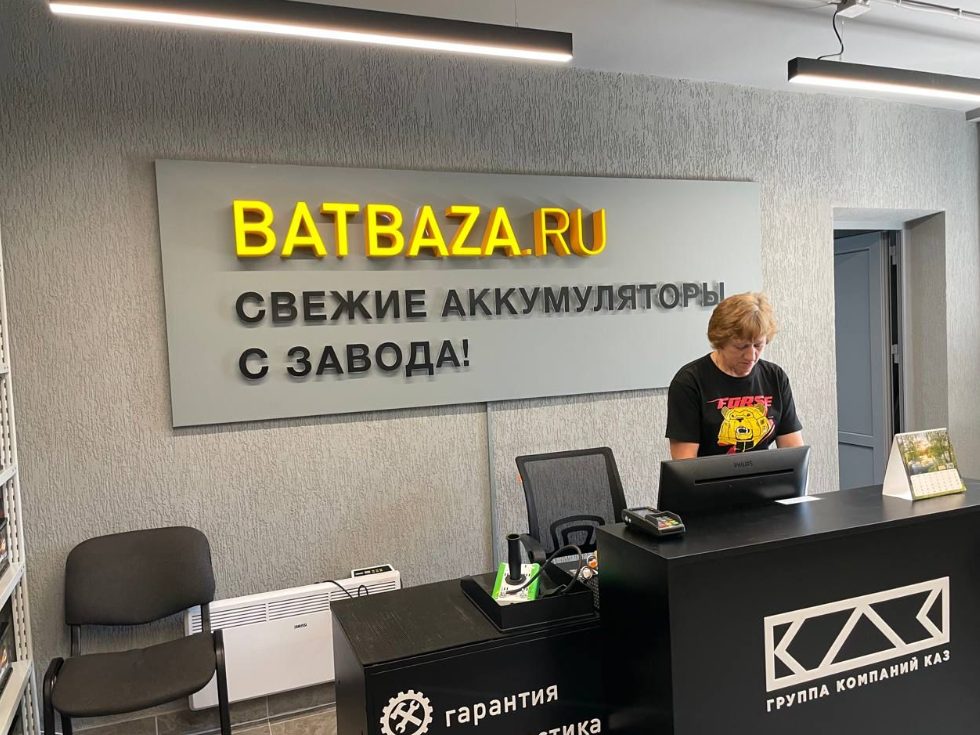 BATBAZA.RU
СВЕЖИЕ АККУМУЛЯТОРЫ
С ЗАВОДА!
FORSE
PHILIPS
КАЗ
ГРУППА КОМПАНИЙ КАЗ
гарантия